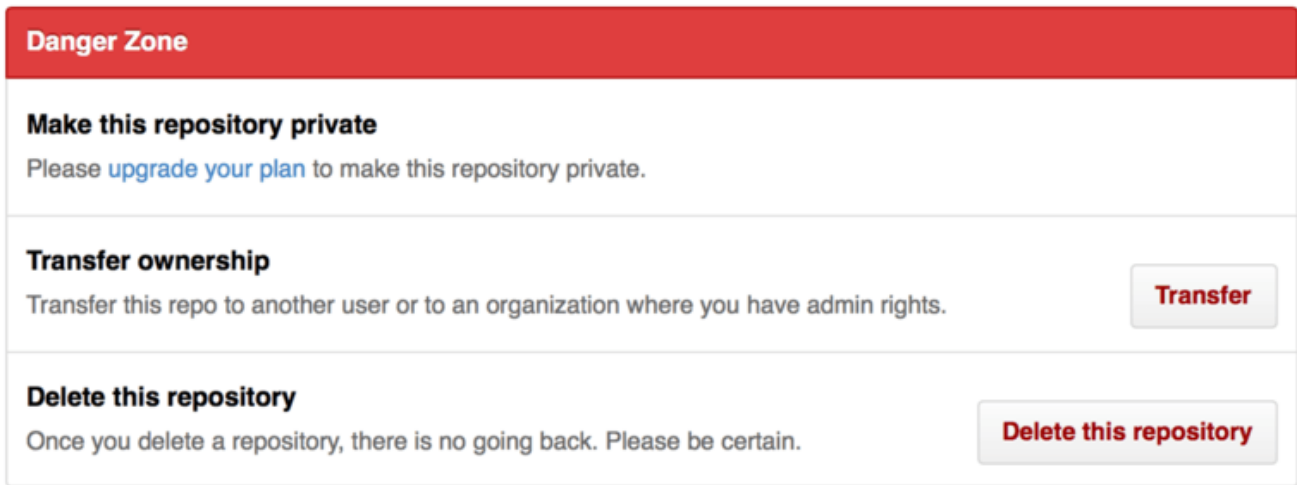 Danger Zone
Make this repository private
Please upgrade your plan to make this repository private.
Transfer ownership
Transfer this repo to another user or to an organization where you have admin rights.
Transfer
Delete this repository
Once you delete a repository, there is no going back. Please be certain.
Delete this repository